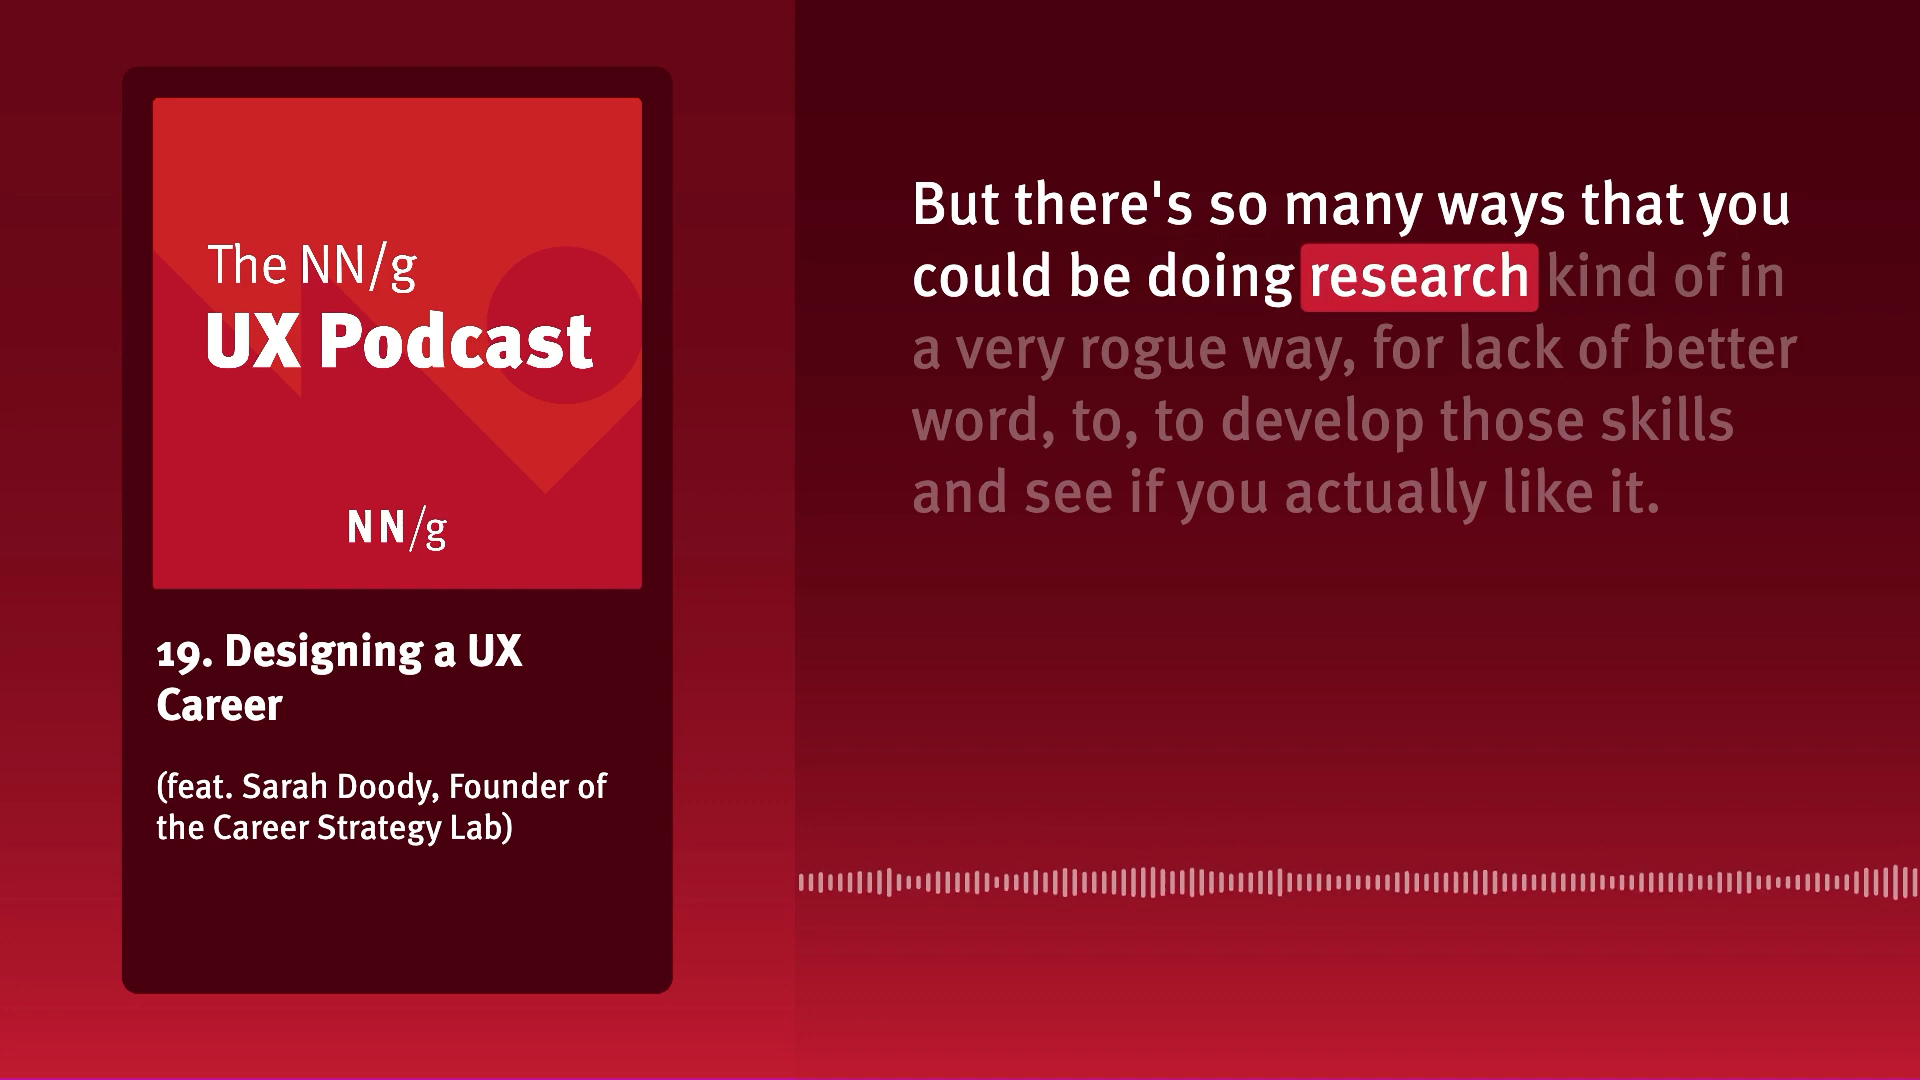 The NN/g
UX Podcast
NN/g
19. Designing a UX
Career
(feat. Sarah Doody, Founder of
the Career Strategy Lab)
But there's so many ways that you
could be doing research kind of in
a very rogue way, for lack of better
word, to, to develop those skills
and see if you actually like it.